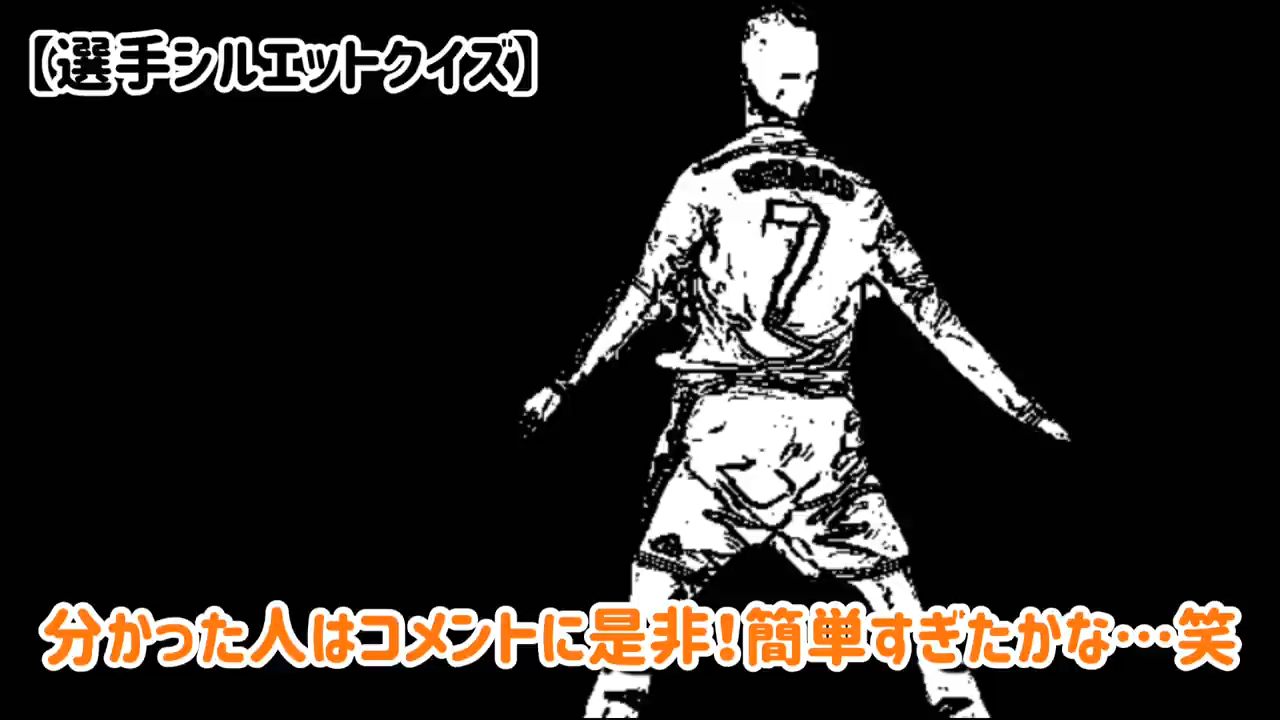 【選手シルエットクイズ】
7
分かった人はコメントに是非!簡単すぎたかな…笑